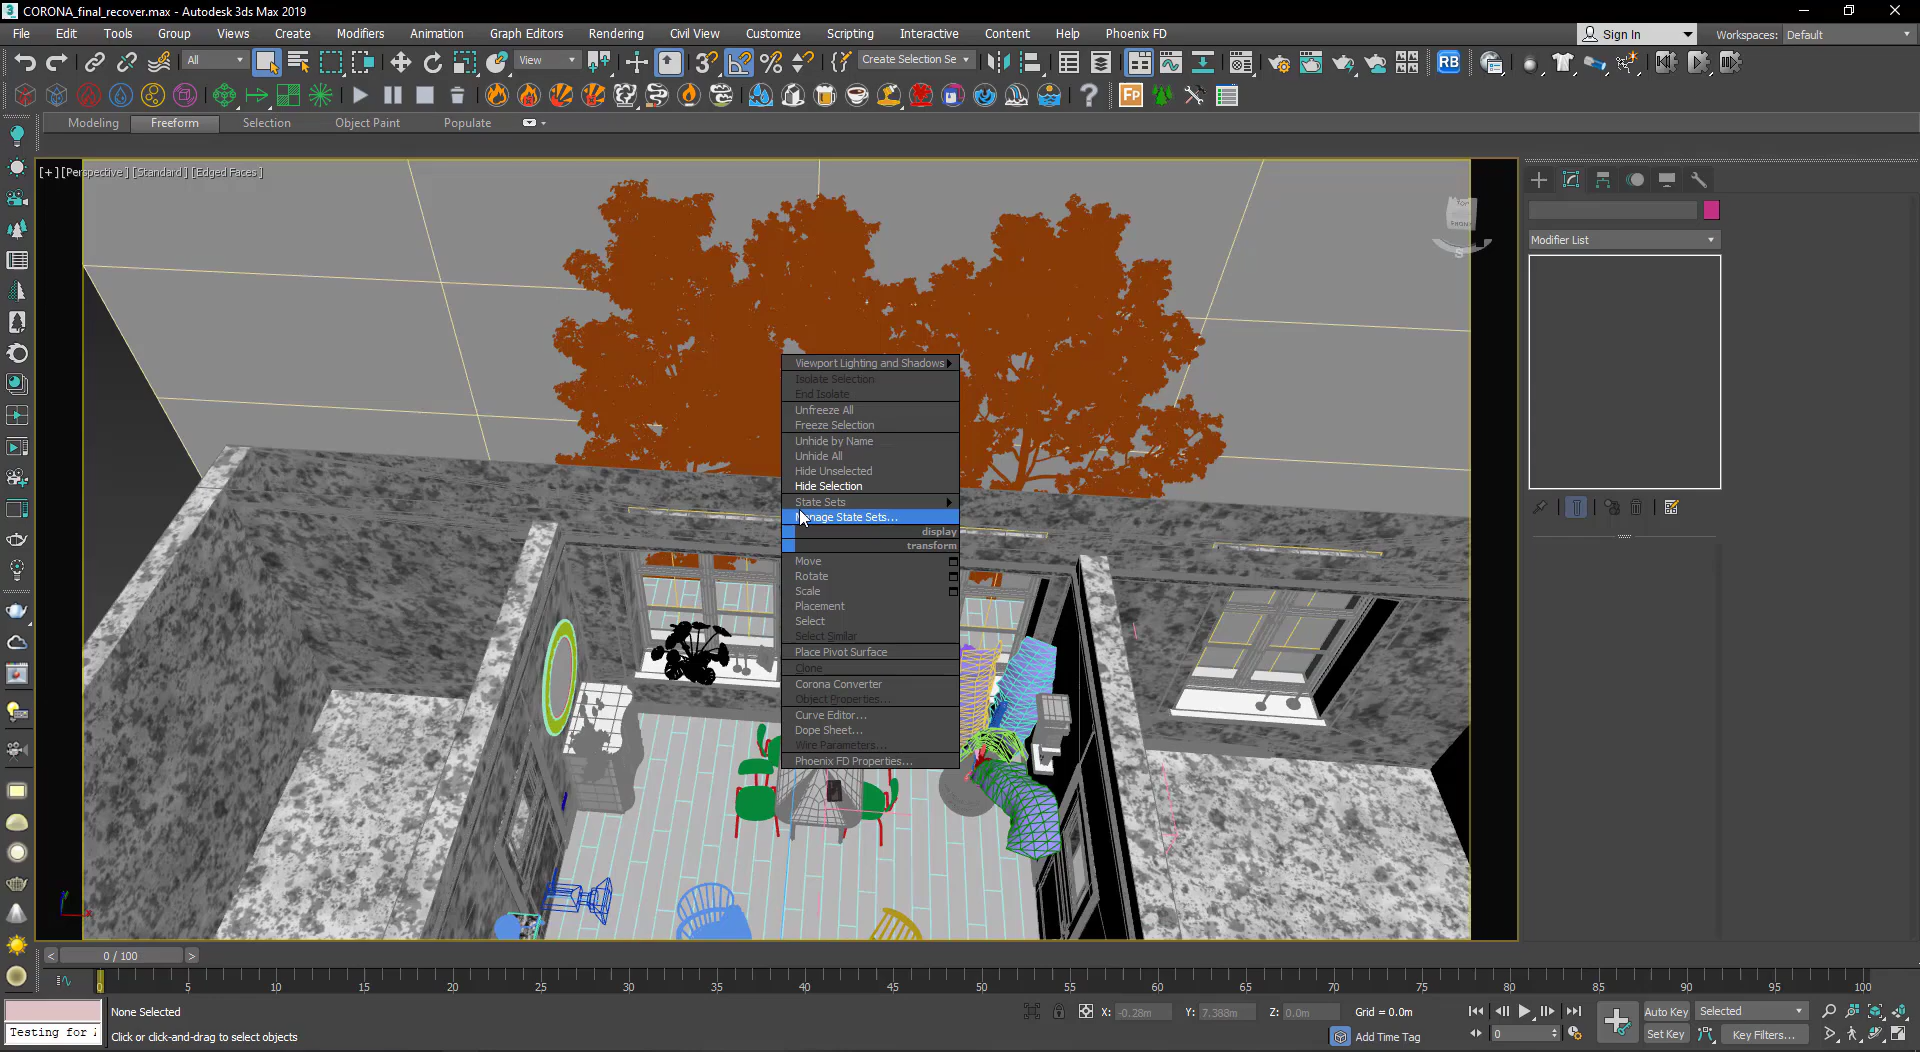 CORONA_final_recover.max - Autodesk 3ds Max 2019
File Edit Tools Group Views Create Modifiers Animation Graph Editors Rendering Civil View Customize Scripting Interactive Content Help Phoenix FD
Sign In Workspaces: Default
All View Create Selection Se RB
Fp
Modeling Freeform Selection Object Paint Populate
[+] [Perspective] [Standard] [Edged Faces]
TOP
FRONT
S
Modifier List
Viewport Lighting and Shadows
Isolate Selection
End Isolate
Unfreeze All
Freeze Selection
Unhide by Name
Unhide All
Hide Unselected
Hide Selection
State Sets
Manage State Sets...
display
transform
Move
Rotate
Scale
Placement
Select
Select Similar
Place Pivot Surface
Clone
Corona Converter
Object Properties...
Curve Editor...
Dope Sheet...
Wire Parameters...
Phoenix FD Properties...
< 0 / 100 >
0 5 10 15 20 25 30 35 40 45 50 55 60 65 70 75 80 85 90 95 100
None Selected X: -0.28m Y: 7.388m Z: 0.0m Grid = 0.0m Auto Key Selected
Testing for Click or click-and-drag to select objects Add Time Tag 0 Set Key Key Filters...